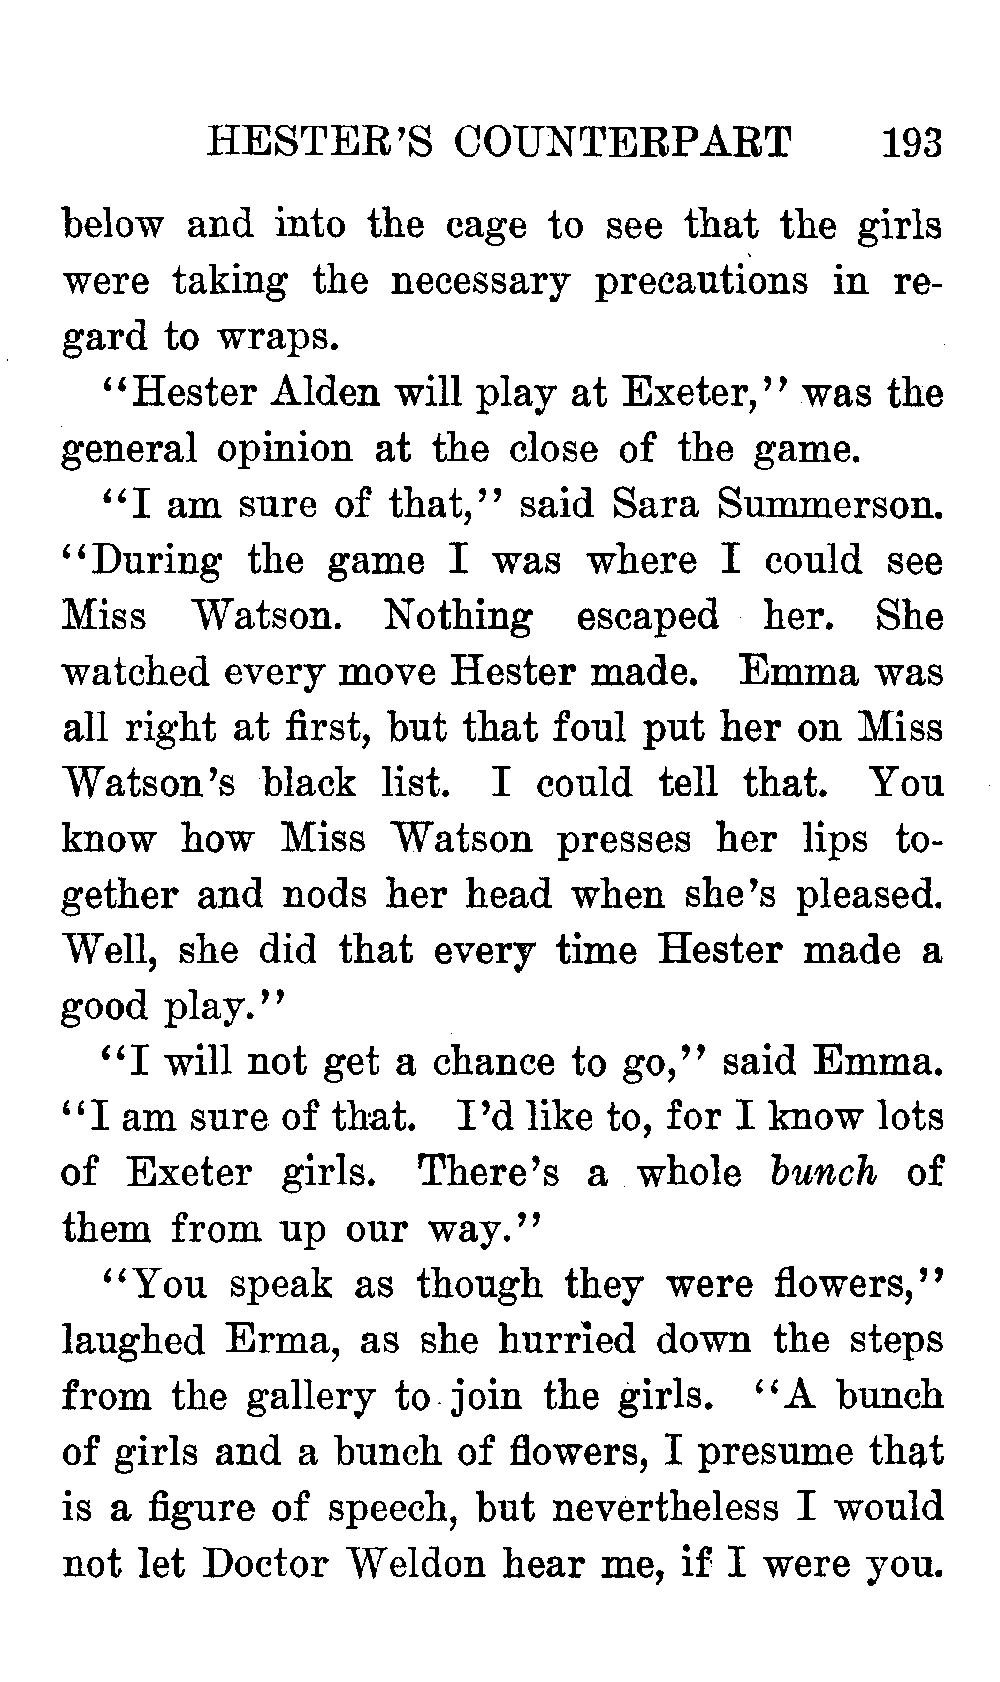 HESTER'S COUNTERPART 193
below and into the cage to see that the girls
were taking the necessary precautions in re-
gard to wraps.
"Hester Alden will play at Exeter," was the
general opinion at the close of the game.
"I am sure of that," said Sara Summerson.
"During the game I was where I could see
Miss Watson. Nothing escaped her. She
watched every move Hester made. Emma was
all right at first, but that foul put her on Miss
Watson's black list. I could tell that. You
know how Miss Watson presses her lips to-
gether and nods her head when she's pleased.
Well, she did that every time Hester made a
good play."
"I will not get a chance to go," said Emma.
"I am sure of that. I'd like to, for I know lots
of Exeter girls. There's a whole bunch of
them from up our way."
"You speak as though they were flowers,"
laughed Erma, as she hurried down the steps
from the gallery to join the girls. "A bunch
of girls and a bunch of flowers, I presume that
is a figure of speech, but nevertheless I would
not let Doctor Weldon hear me, if I were you.